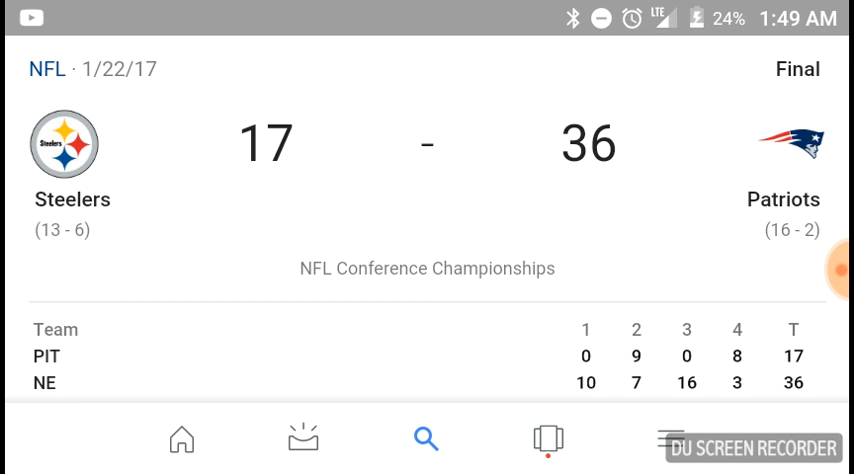 LTE 24% 1:49 AM
NFL · 1/22/17 Final
Steelers
17 - 36
Steelers Patriots
(13 - 6) (16 - 2)
NFL Conference Championships
Team 1 2 3 4 T
PIT 0 9 0 8 17
NE 10 7 16 3 36
DU SCREEN RECORDER